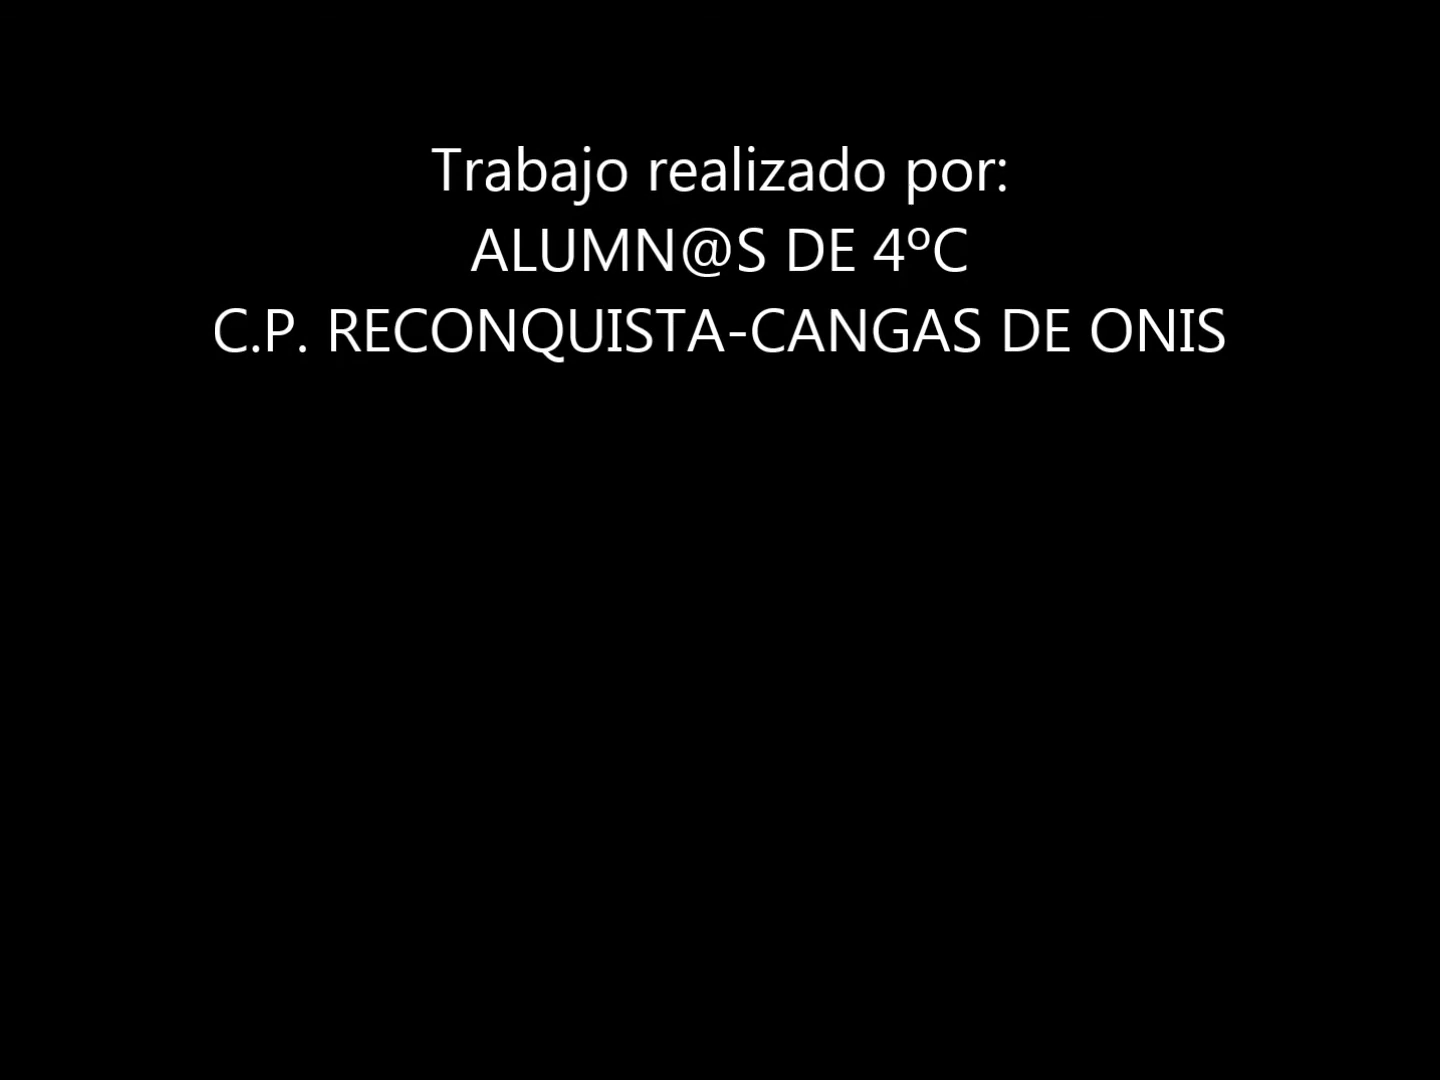 Trabajo realizado por:
ALUMN@S DE 4ºC
C.P. RECONQUISTA-CANGAS DE ONIS